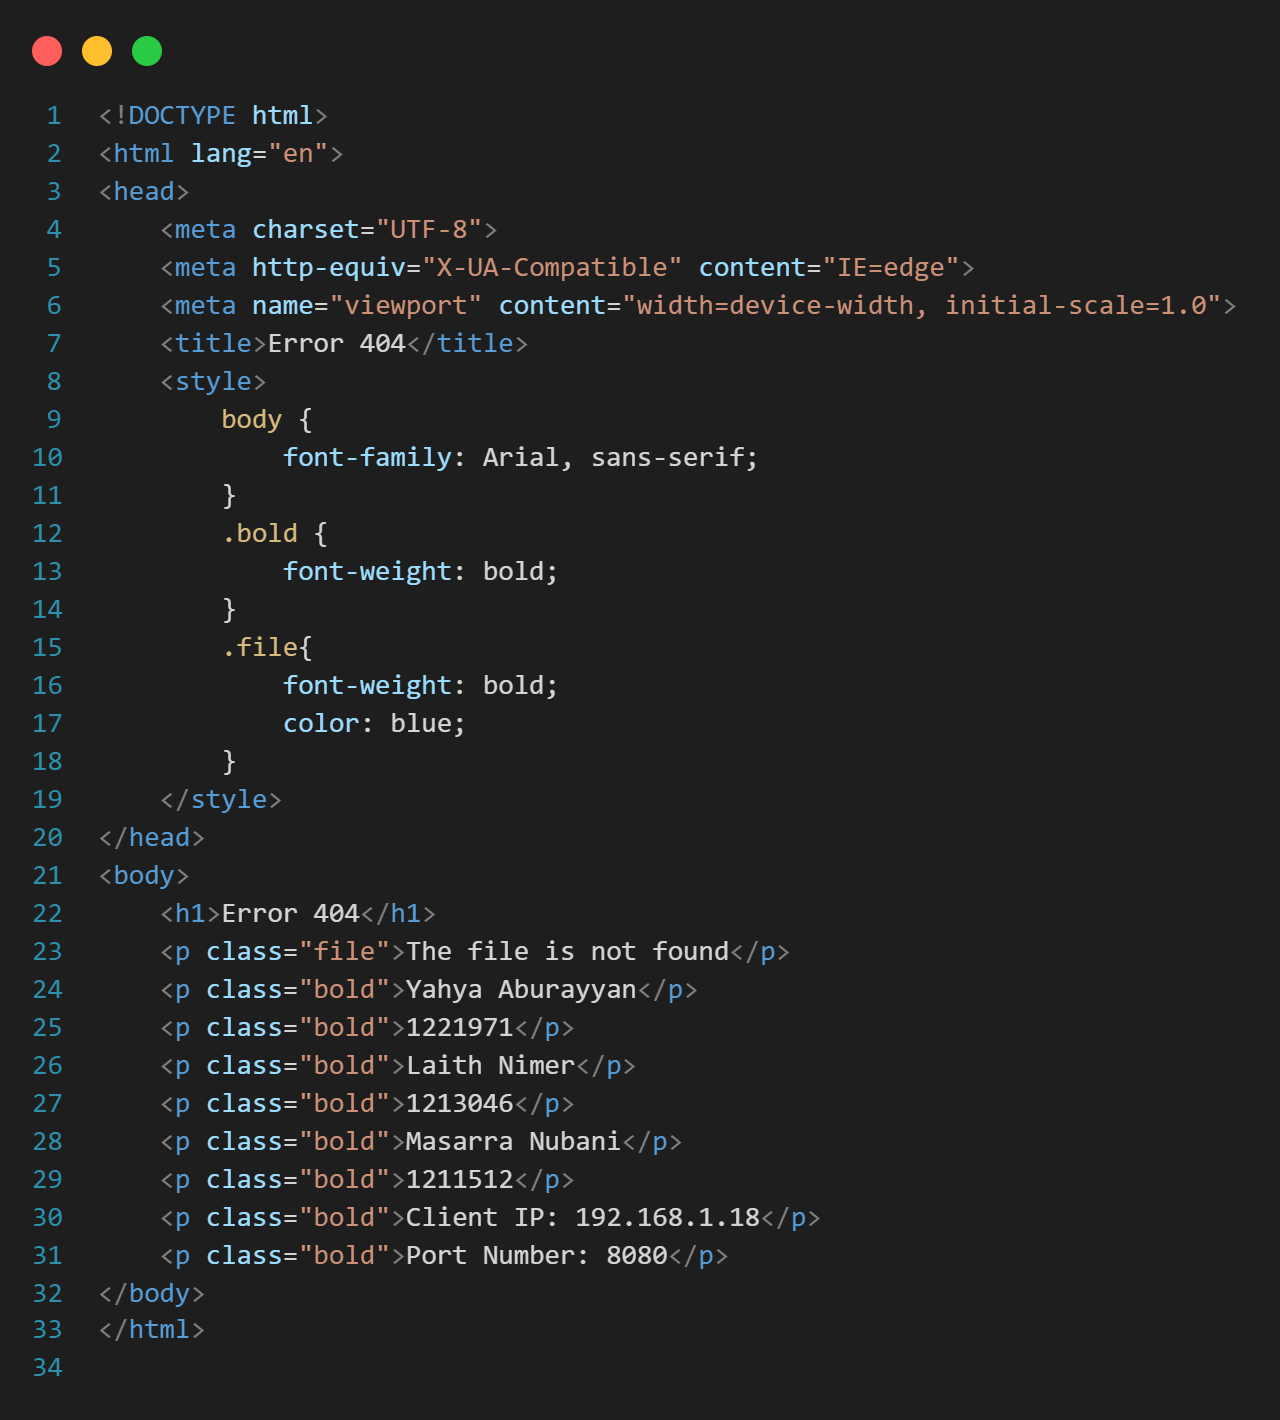 1 <!DOCTYPE html>
2 <html lang="en">
3 <head>
4     <meta charset="UTF-8">
5     <meta http-equiv="X-UA-Compatible" content="IE=edge">
6     <meta name="viewport" content="width=device-width, initial-scale=1.0">
7     <title>Error 404</title>
8     <style>
9         body {
10             font-family: Arial, sans-serif;
11         }
12         .bold {
13             font-weight: bold;
14         }
15         .file{
16             font-weight: bold;
17             color: blue;
18         }
19     </style>
20 </head>
21 <body>
22     <h1>Error 404</h1>
23     <p class="file">The file is not found</p>
24     <p class="bold">Yahya Aburayyan</p>
25     <p class="bold">1221971</p>
26     <p class="bold">Laith Nimer</p>
27     <p class="bold">1213046</p>
28     <p class="bold">Masarra Nubani</p>
29     <p class="bold">1211512</p>
30     <p class="bold">Client IP: 192.168.1.18</p>
31     <p class="bold">Port Number: 8080</p>
32 </body>
33 </html>
34